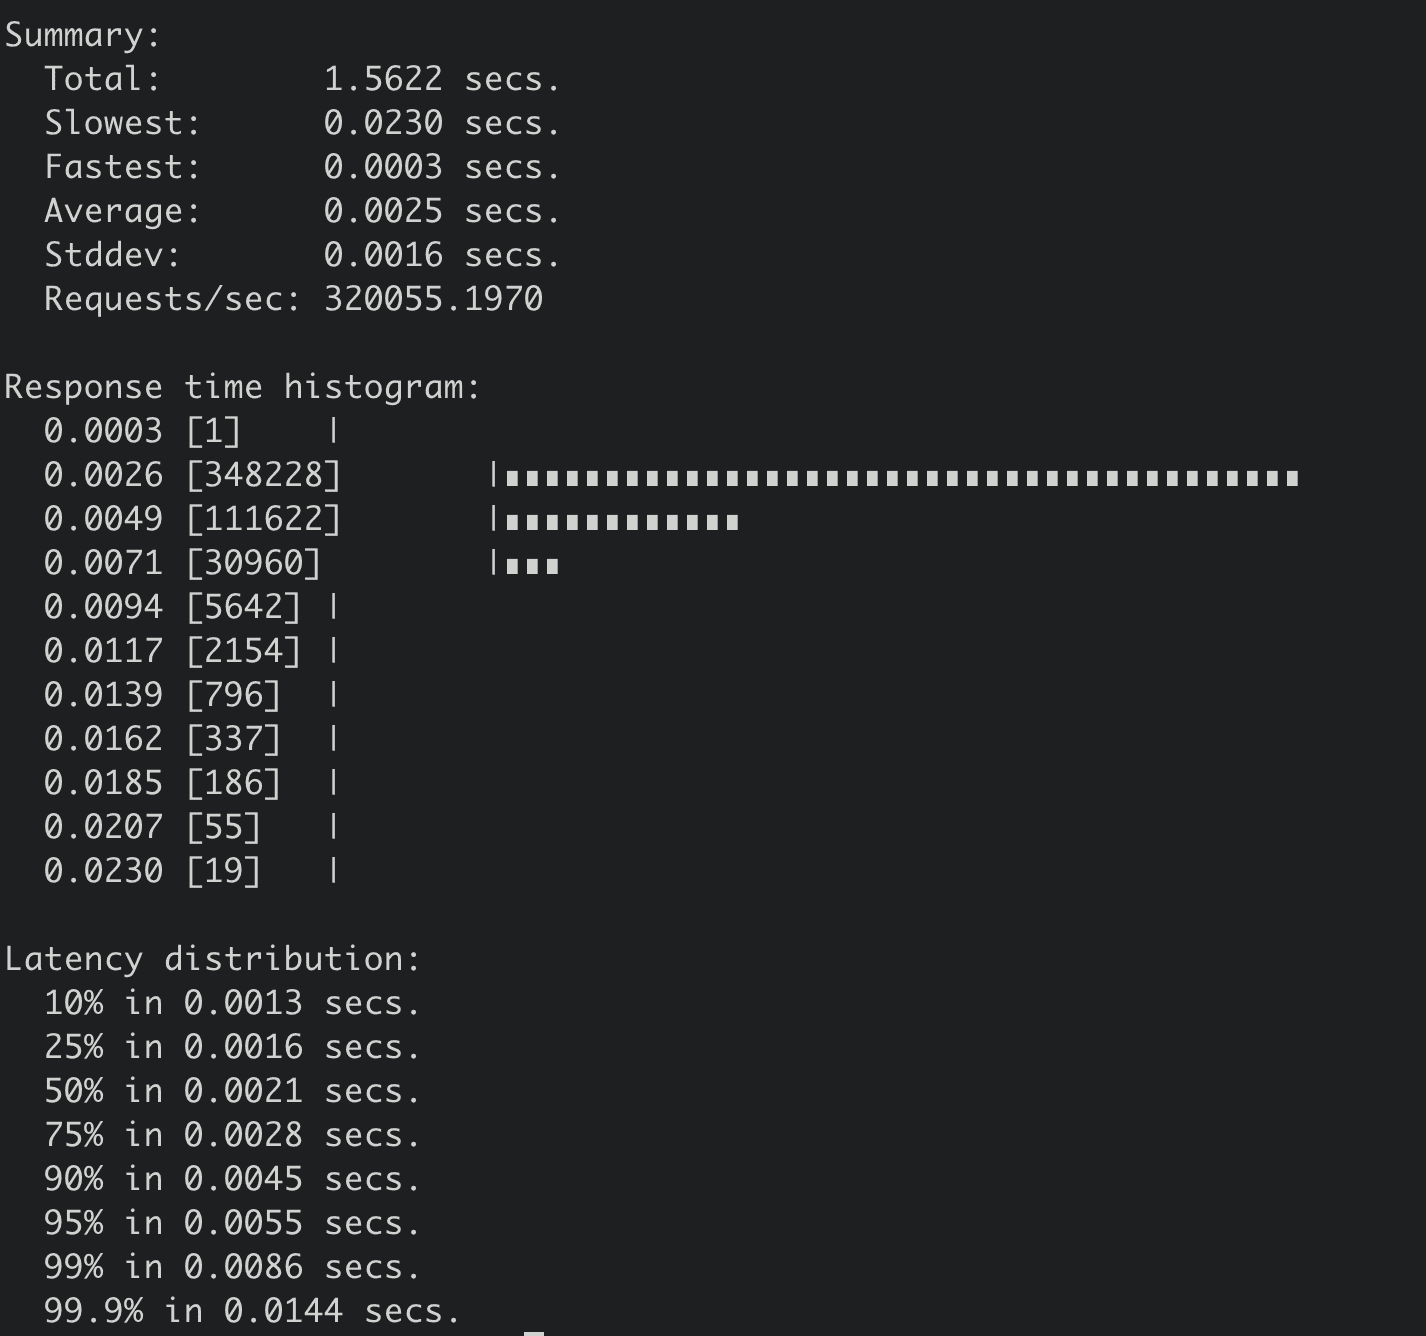 Summary:
  Total:        1.5622 secs.
  Slowest:      0.0230 secs.
  Fastest:      0.0003 secs.
  Average:      0.0025 secs.
  Stddev:       0.0016 secs.
  Requests/sec: 320055.1970

Response time histogram:
  0.0003 [1]    |
  0.0026 [348228]       |∎∎∎∎∎∎∎∎∎∎∎∎∎∎∎∎∎∎∎∎∎∎∎∎∎∎∎∎∎∎∎∎∎∎∎∎∎∎∎∎
  0.0049 [111622]       |∎∎∎∎∎∎∎∎∎∎∎∎
  0.0071 [30960]        |∎∎∎
  0.0094 [5642] |
  0.0117 [2154] |
  0.0139 [796]  |
  0.0162 [337]  |
  0.0185 [186]  |
  0.0207 [55]   |
  0.0230 [19]   |

Latency distribution:
  10% in 0.0013 secs.
  25% in 0.0016 secs.
  50% in 0.0021 secs.
  75% in 0.0028 secs.
  90% in 0.0045 secs.
  95% in 0.0055 secs.
  99% in 0.0086 secs.
  99.9% in 0.0144 secs.